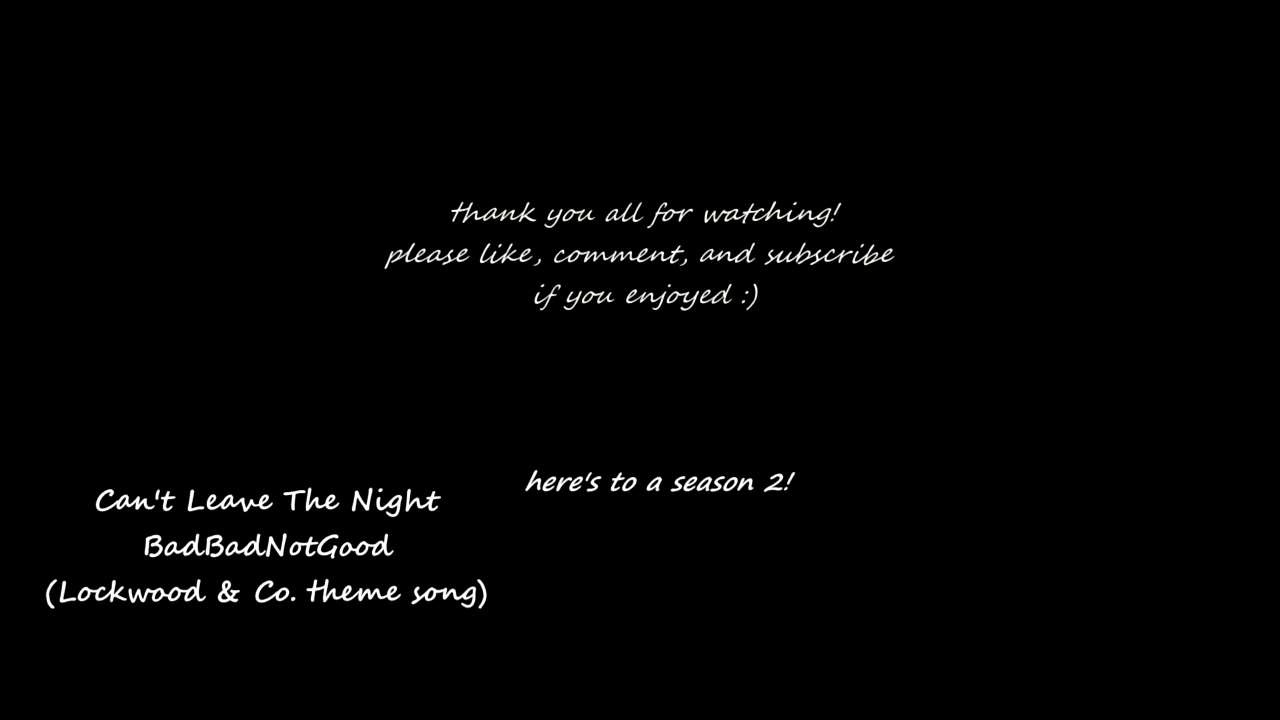 thank you all for watching!
please like, comment, and subscribe
if you enjoyed :)
here's to a season 2!
Can't Leave The Night
BadBadNotGood
(Lockwood & Co. theme song)